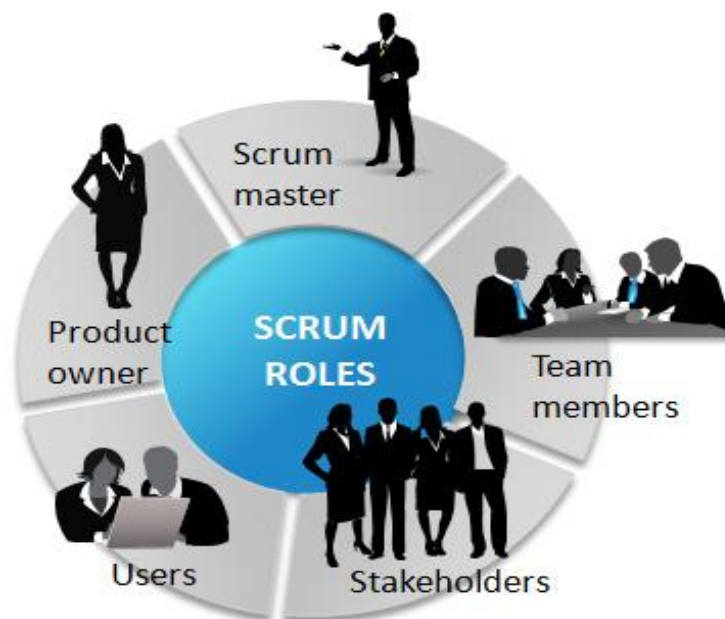 Scrum
master
Product
owner
SCRUM
ROLES
Team
members
Users
Stakeholders